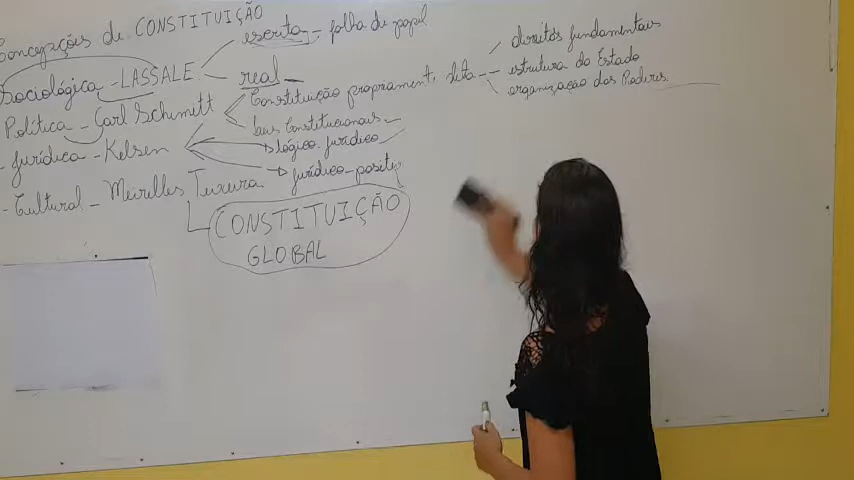 Concepções de CONSTITUIÇÃO
Sociológica - LASSALE
escrita - folha de papel
real
Política - Carl Schmitt
Constituição propriament. dita
direitos fundamentais
estrutura do Estado
organização dos Poderes
Leis Constitucionais
- Jurídica - Kelsen
lógico-jurídico
jurídico-positivo
- Cultural - Meirelles Teixeira
CONSTITUIÇÃO
GLOBAL